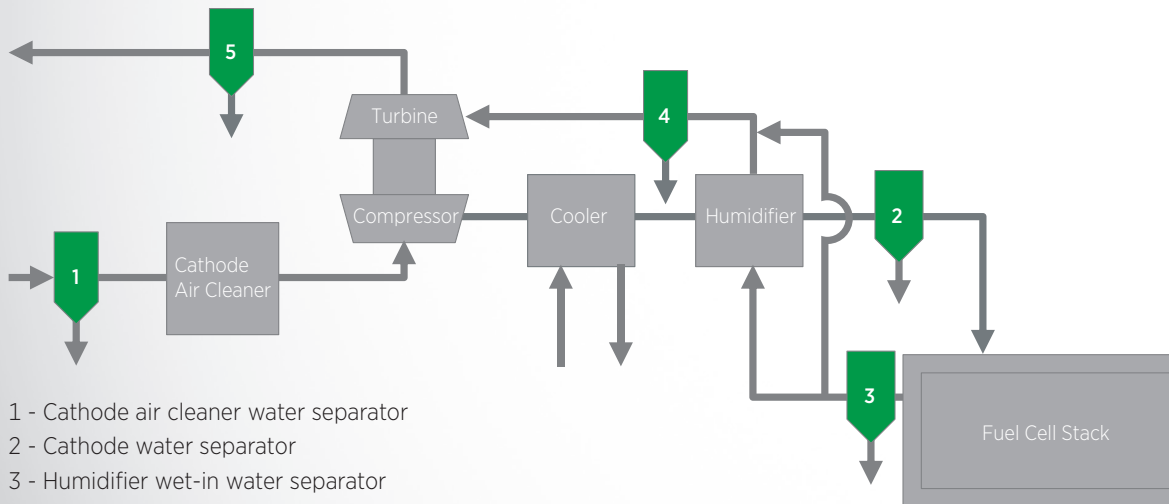 5
Turbine
4
Compressor
Cooler
Humidifier
2
1
Cathode
Air Cleaner
3
Fuel Cell Stack
1 - Cathode air cleaner water separator
2 - Cathode water separator
3 - Humidifier wet-in water separator